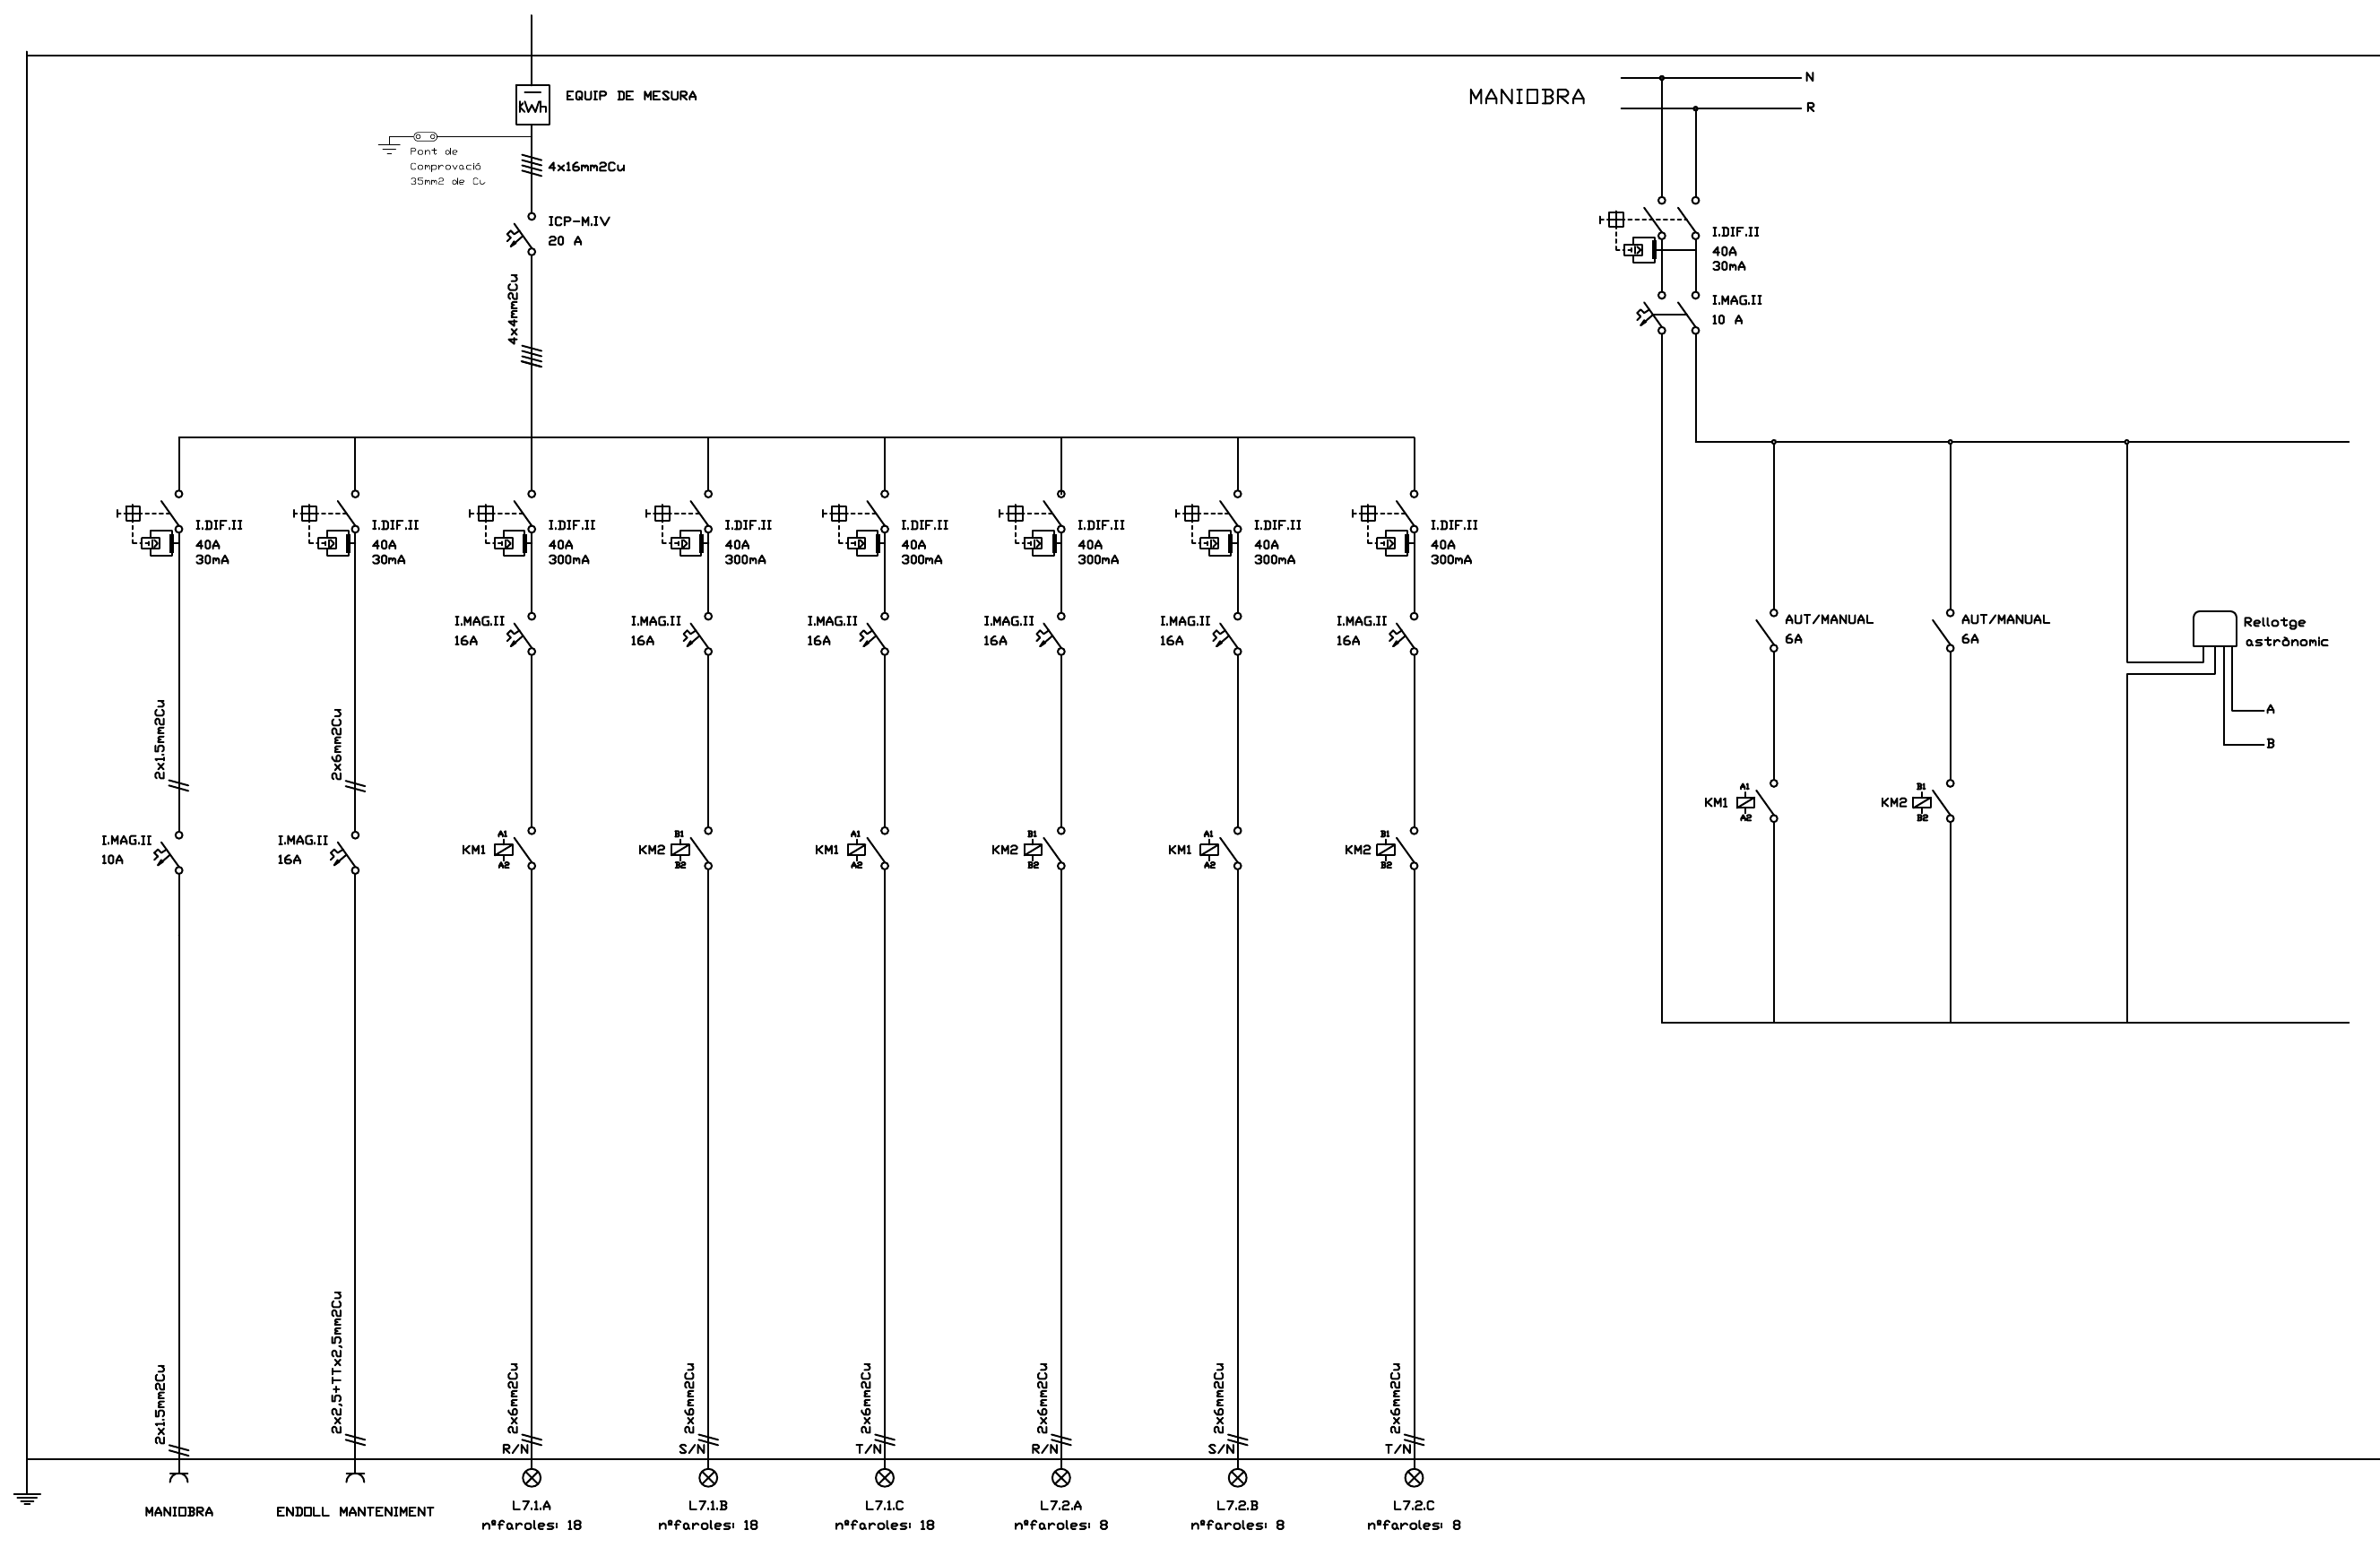 KWh
EQUIP DE MESURA
Pont de
Comprovació
35mm2 de Cu
4x16mm2Cu
ICP-M.IV
20 A
4x4mm2Cu
I.DIF.II
40A
30mA
I.DIF.II
40A
30mA
I.DIF.II
40A
300mA
I.DIF.II
40A
300mA
I.DIF.II
40A
300mA
I.DIF.II
40A
300mA
I.DIF.II
40A
300mA
I.DIF.II
40A
300mA
I.MAG.II
16A
I.MAG.II
16A
I.MAG.II
16A
I.MAG.II
16A
I.MAG.II
16A
I.MAG.II
16A
2x1.5mm2Cu
2x6mm2Cu
I.MAG.II
10A
I.MAG.II
16A
A1
KM1
A2
B1
KM2
B2
A1
KM1
A2
B1
KM2
B2
A1
KM1
A2
B1
KM2
B2
2x1.5mm2Cu
2x2,5+TTx2,5mm2Cu
2x6mm2Cu
R/N
2x6mm2Cu
S/N
2x6mm2Cu
T/N
2x6mm2Cu
R/N
2x6mm2Cu
S/N
2x6mm2Cu
T/N
MANIOBRA
ENDOLL MANTENIMENT
L7.1.A
nºfaroles: 18
L7.1.B
nºfaroles: 18
L7.1.C
nºfaroles: 18
L7.2.A
nºfaroles: 8
L7.2.B
nºfaroles: 8
L7.2.C
nºfaroles: 8
MANIOBRA
N
R
I.DIF.II
40A
30mA
I.MAG.II
10 A
AUT/MANUAL
6A
AUT/MANUAL
6A
Rellotge
astrònomic
A
B
A1
KM1
A2
B1
KM2
B2